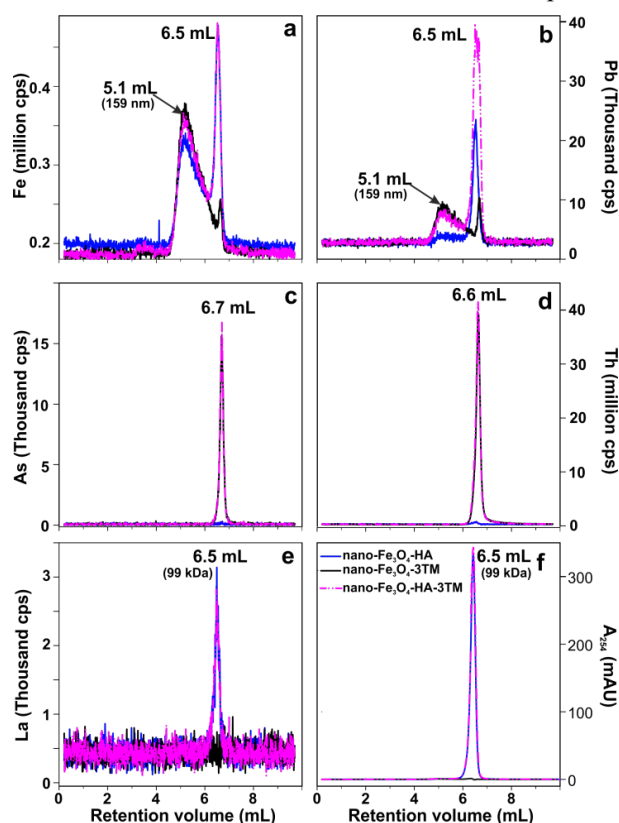 6.5 mL
a
5.1 mL
(159 nm)
0.4
0.3
0.2
Fe (million cps)
6.5 mL
b
5.1 mL
(159 nm)
40
30
20
10
0
Pb (Thousand cps)
6.7 mL
c
15
10
5
0
As (Thousand cps)
6.6 mL
d
40
30
20
10
0
Th (million cps)
6.5 mL
(99 kDa)
e
3
2
1
0
La (Thousand cps)
0 2 4 6 8
Retention volume (mL)
nano-Fe₃O₄-HA
nano-Fe₃O₄-3TM
nano-Fe₃O₄-HA-3TM
6.5 mL
(99 kDa)
f
300
200
100
0
A₂₅₄ (mAU)
0 2 4 6 8
Retention volume (mL)